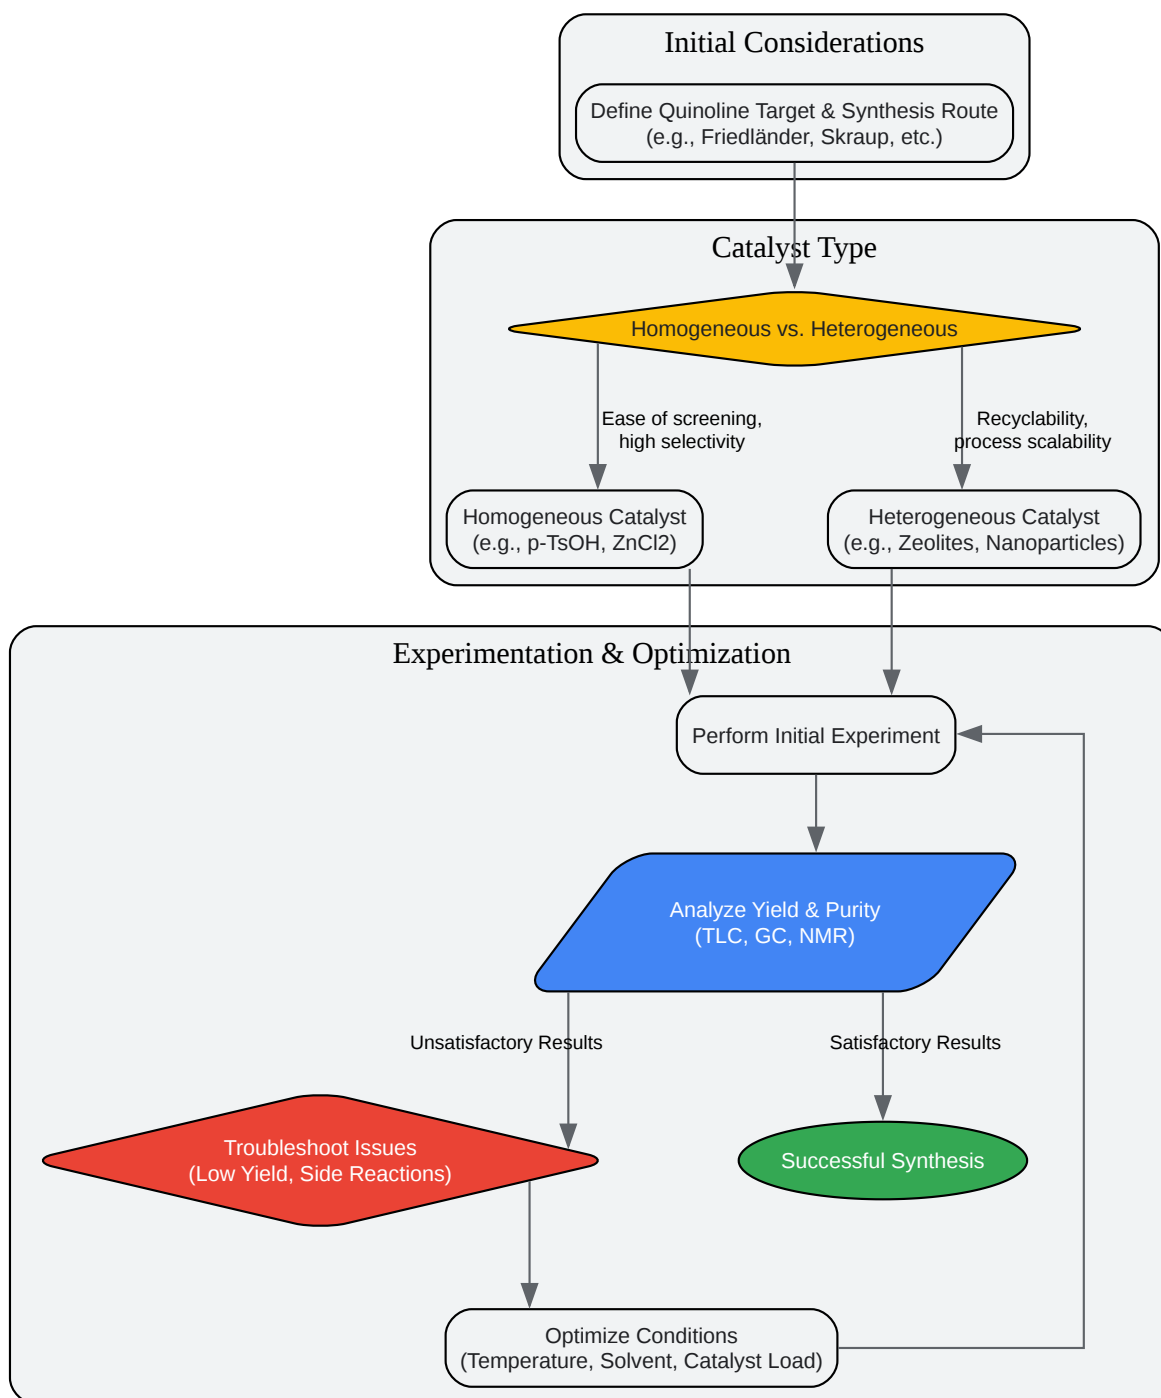 Initial Considerations
Define Quinoline Target & Synthesis Route
(e.g., Friedländer, Skraup, etc.)
Catalyst Type
Homogeneous vs. Heterogeneous
Ease of screening,
high selectivity
Recyclability,
process scalability
Homogeneous Catalyst
(e.g., p-TsOH, ZnCl2)
Heterogeneous Catalyst
(e.g., Zeolites, Nanoparticles)
Experimentation & Optimization
Perform Initial Experiment
Analyze Yield & Purity
(TLC, GC, NMR)
Unsatisfactory Results
Satisfactory Results
Troubleshoot Issues
(Low Yield, Side Reactions)
Successful Synthesis
Optimize Conditions
(Temperature, Solvent, Catalyst Load)